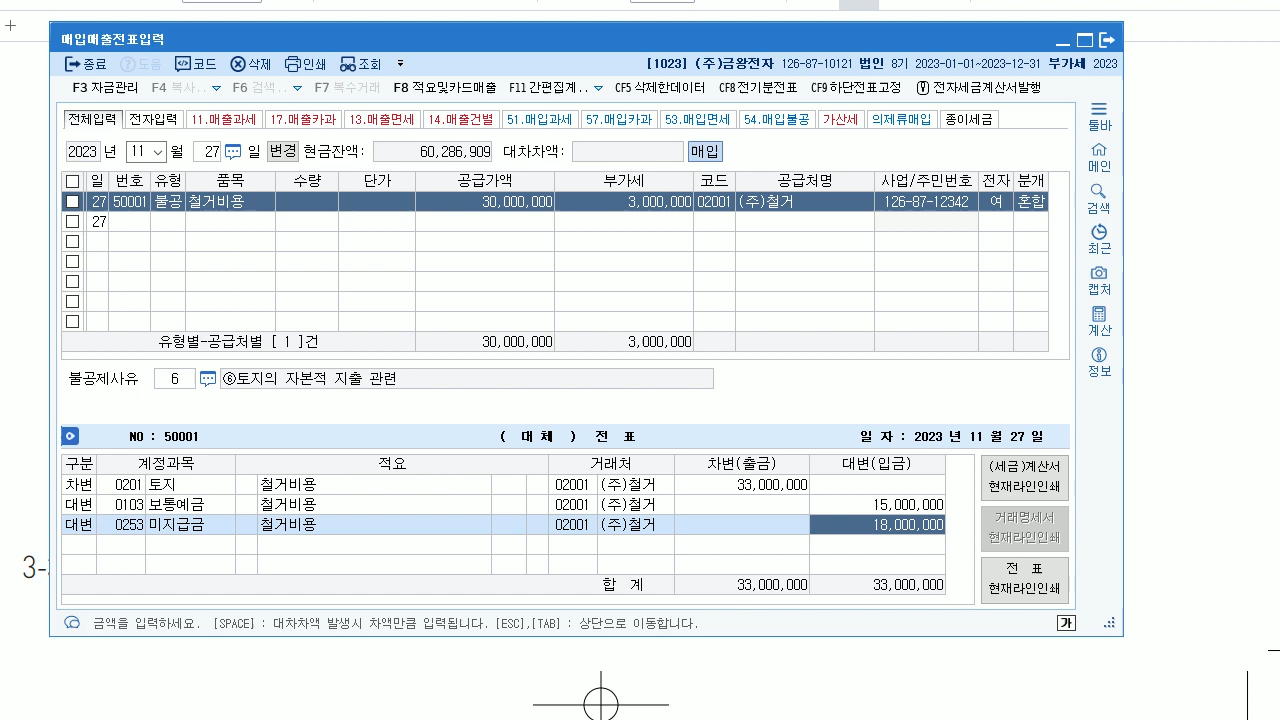 매입매출전표입력
종료 도움 코드 삭제 인쇄 조회 [1023] (주)금왕전자 126-87-10121 법인 8기 2023-01-01~2023-12-31 부가세 2023
F3 자금관리 F4 복사.. F6 검색.. F7 복수거래 F8 적요및카드매출 F11 간편집계.. CF5 삭제한데이터 CF8 전기분전표 CF9 하단전표고정 전자세금계산서발행
전체입력 전자입력 11.매출과세 17.매출카과 13.매출면세 14.매출건별 51.매입과세 57.매입카과 53.매입면세 54.매입불공 가산세 의제류매입 종이세금
2023 년 11 월 27 일 변경 현금잔액: 60,286,909 대차차액: 매입
일 번호 유형 품목 수량 단가 공급가액 부가세 코드 공급처명 사업/주민번호 전자 분개
27 50001 불공 철거비용 30,000,000 3,000,000 02001 (주)철거 126-87-12342 여 혼합
27
유형별-공급처별 [ 1 ]건 30,000,000 3,000,000
불공제사유 6 ⑥토지의 자본적 지출 관련
NO : 50001 ( 대 체 ) 전 표 일 자 : 2023 년 11 월 27 일
구분 계정과목 적요 거래처 차변(출금) 대변(입금)
차변 0201 토지 철거비용 02001 (주)철거 33,000,000
대변 0103 보통예금 철거비용 02001 (주)철거 15,000,000
대변 0253 미지급금 철거비용 02001 (주)철거 18,000,000
합 계 33,000,000 33,000,000
(세금)계산서
현재라인인쇄
거래명세서
현재라인인쇄
전 표
현재라인인쇄
툴바
메인
검색
최근
캡처
계산
정보
금액을 입력하세요. [SPACE] : 대차차액 발생시 차액만큼 입력됩니다. [ESC],[TAB] : 상단으로 이동합니다. 가